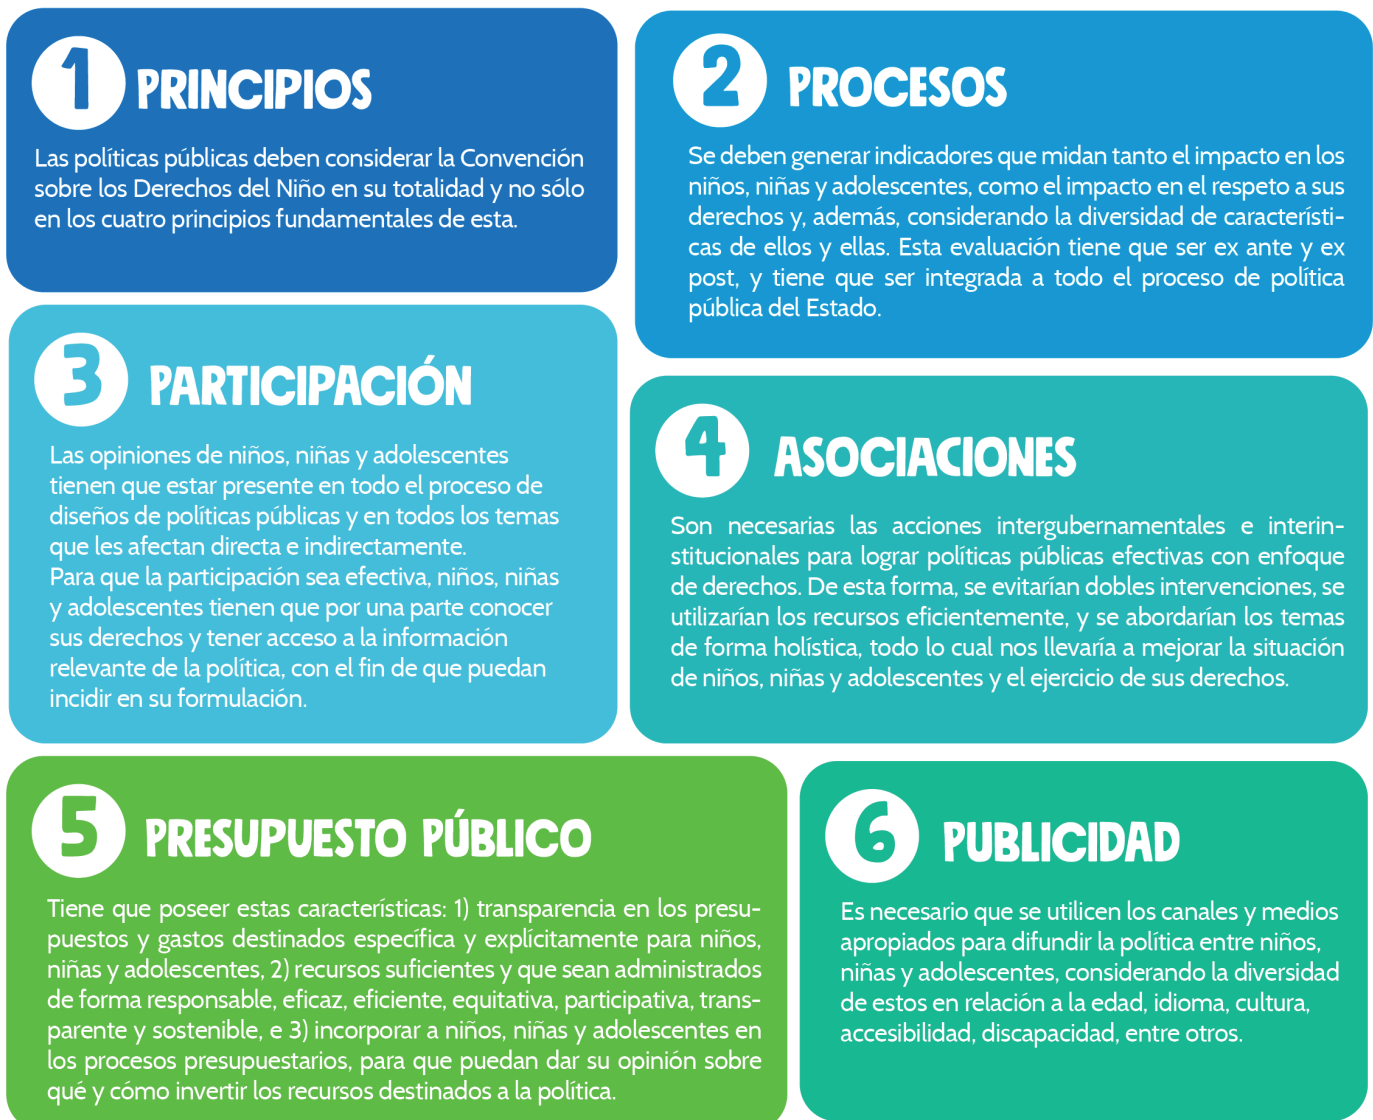 1 PRINCIPIOS
Las políticas públicas deben considerar la Convención
sobre los Derechos del Niño en su totalidad y no sólo
en los cuatro principios fundamentales de esta.
2 PROCESOS
Se deben generar indicadores que midan tanto el impacto en los
niños, niñas y adolescentes, como el impacto en el respeto a sus
derechos y, además, considerando la diversidad de característi-
cas de ellos y ellas. Esta evaluación tiene que ser ex ante y ex
post, y tiene que ser integrada a todo el proceso de política
pública del Estado.
3 PARTICIPACIÓN
Las opiniones de niños, niñas y adolescentes
tienen que estar presente en todo el proceso de
diseños de políticas públicas y en todos los temas
que les afectan directa e indirectamente.
Para que la participación sea efectiva, niños, niñas
y adolescentes tienen que por una parte conocer
sus derechos y tener acceso a la información
relevante de la política, con el fin de que puedan
incidir en su formulación.
4 ASOCIACIONES
Son necesarias las acciones intergubernamentales e interin-
stitucionales para lograr políticas públicas efectivas con enfoque
de derechos. De esta forma, se evitarían dobles intervenciones, se
utilizarían los recursos eficientemente, y se abordarían los temas
de forma holística, todo lo cual nos llevaría a mejorar la situación
de niños, niñas y adolescentes y el ejercicio de sus derechos.
5 PRESUPUESTO PÚBLICO
Tiene que poseer estas características: 1) transparencia en los presu-
puestos y gastos destinados específica y explícitamente para niños,
niñas y adolescentes, 2) recursos suficientes y que sean administrados
de forma responsable, eficaz, eficiente, equitativa, participativa, trans-
parente y sostenible, e 3) incorporar a niños, niñas y adolescentes en
los procesos presupuestarios, para que puedan dar su opinión sobre
qué y cómo invertir los recursos destinados a la política.
6 PUBLICIDAD
Es necesario que se utilicen los canales y medios
apropiados para difundir la política entre niños,
niñas y adolescentes, considerando la diversidad
de estos en relación a la edad, idioma, cultura,
accesibilidad, discapacidad, entre otros.